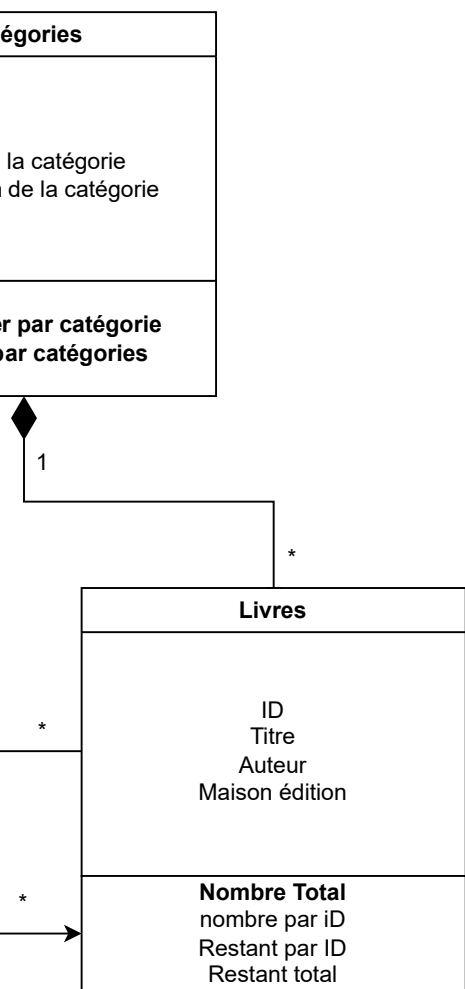 égories
la catégorie
de la catégorie
par catégorie
par catégories
1
*
Livres
ID
Titre
Auteur
Maison édition
*
*
Nombre Total
nombre par iD
Restant par ID
Restant total